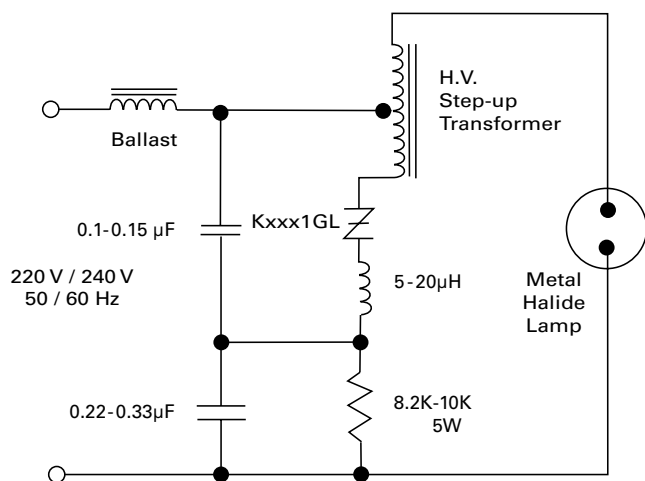 H.V.
Step-up
Transformer
Ballast
0.1-0.15 µF
Kxxx1GL
220 V / 240 V
50 / 60 Hz
5-20µH
Metal
Halide
Lamp
0.22-0.33µF
8.2K-10K
5W